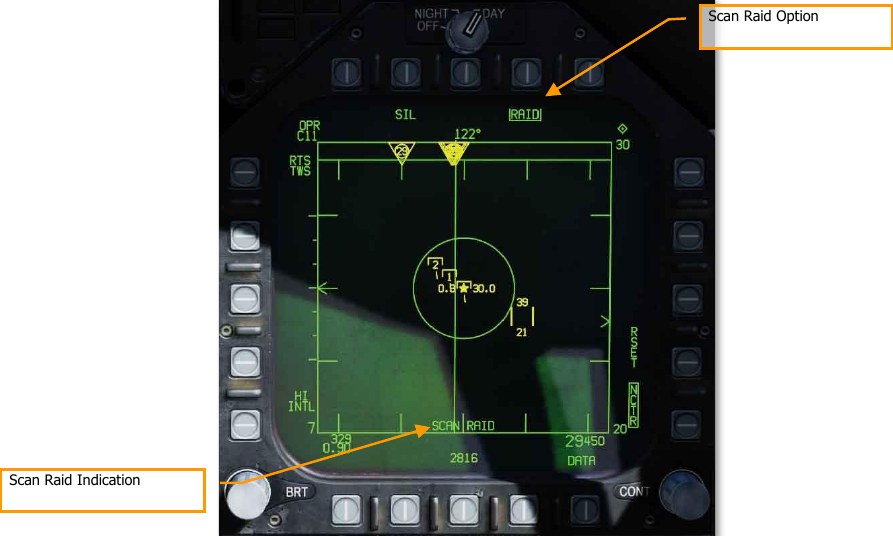 Scan Raid Option
NIGHT DAY
OFF
SIL
RAID
OPR
C11
122°
30
RTS
TWS
29
2
1
0.8 30.0
39
21
RSET
HI
INTL
NCTR
SCAN RAID
7
20
329
0.90
29450
2816
DATA
Scan Raid Indication
BRT
CONT